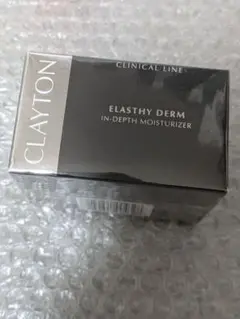 CLINICAL LINE
CLAYTON
ELASTHY DERM
IN-DEPTH MOISTURIZER